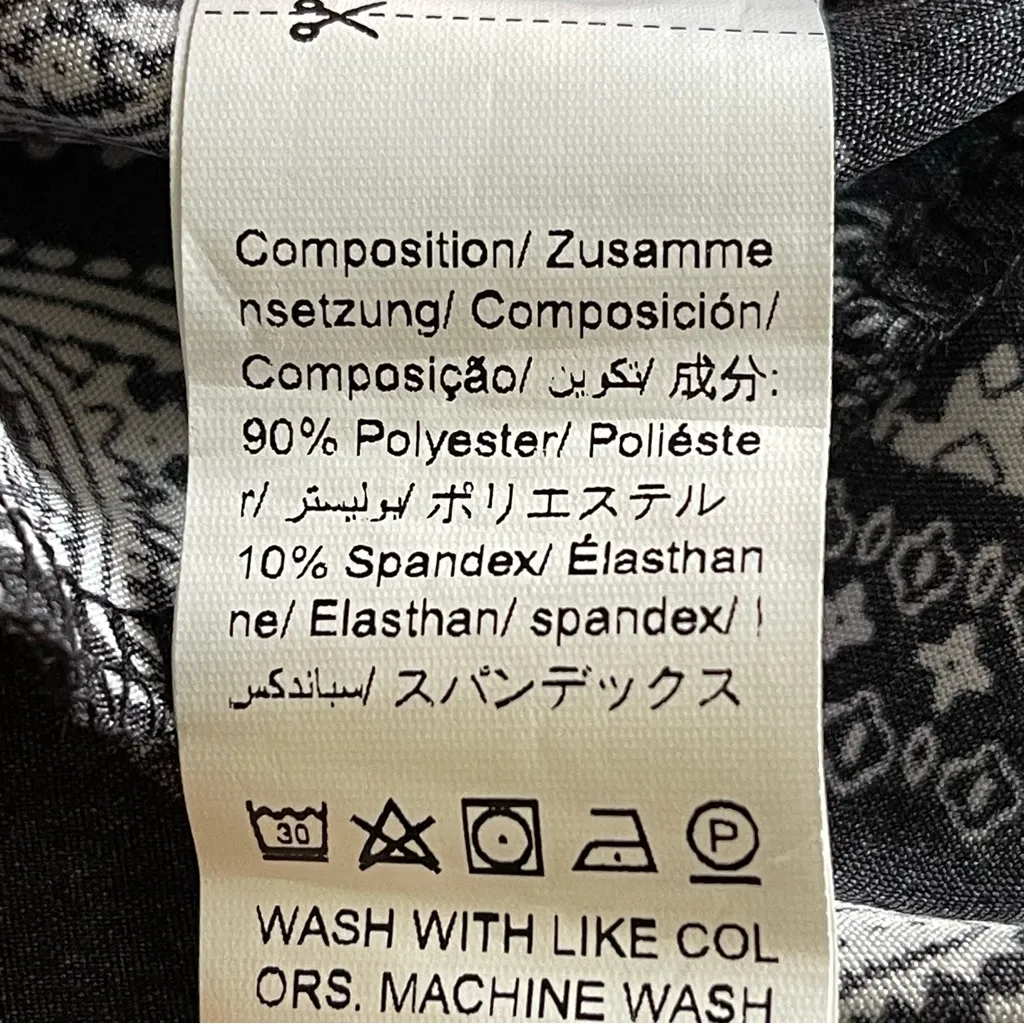 Composition/ Zusamme
nsetzung/ Composición/
Composição/ تكوين/ 成分:
90% Polyester/ Poliéste
r/ بوليستر/ ポリエステル
10% Spandex/ Élasthan
ne/ Elasthan/ spandex/
سباندكس/ スパンデックス
30 P
WASH WITH LIKE COL
ORS. MACHINE WASH